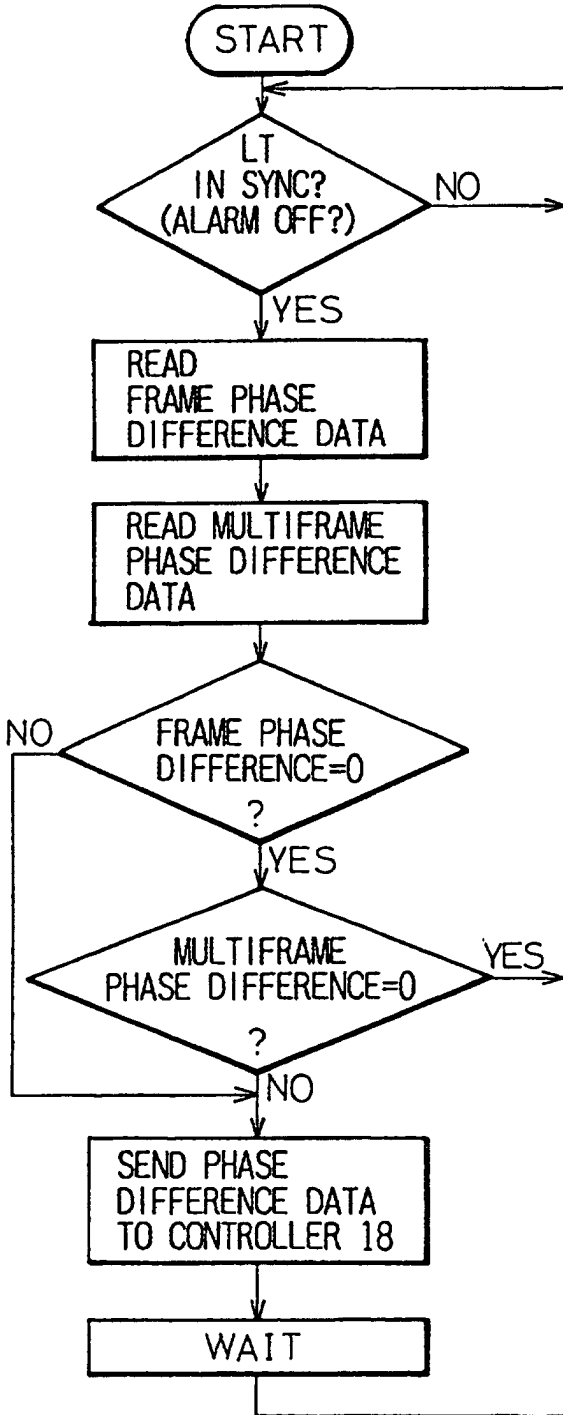 START
LT
IN SYNC?
(ALARM OFF?)
NO
YES
READ
FRAME PHASE
DIFFERENCE DATA
READ MULTIFRAME
PHASE DIFFERENCE
DATA
NO
FRAME PHASE
DIFFERENCE=0
?
YES
MULTIFRAME
PHASE DIFFERENCE=0
?
YES
NO
SEND PHASE
DIFFERENCE DATA
TO CONTROLLER 18
WAIT